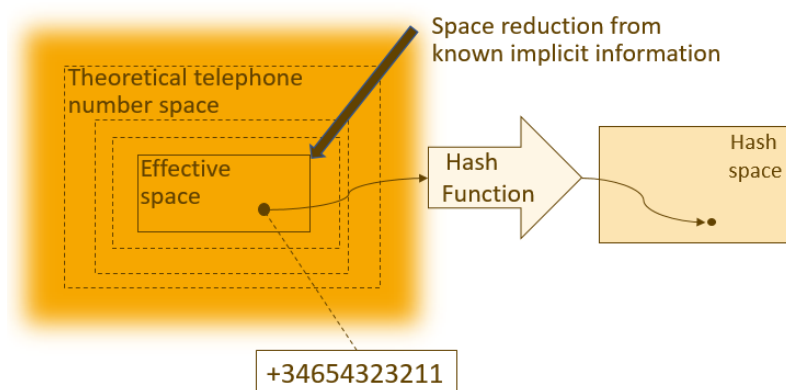 Space reduction from
known implicit information
Theoretical telephone
number space
Effective
space
Hash
Function
Hash
space
+34654323211